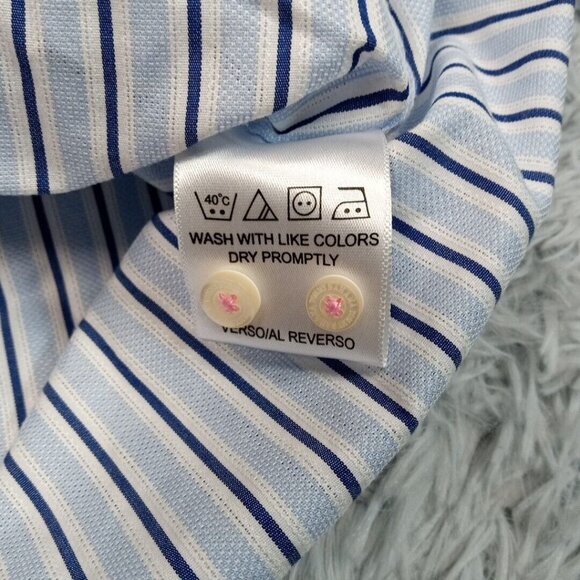 40°C
WASH WITH LIKE COLORS
DRY PROMPTLY
VERSO/AL REVERSO